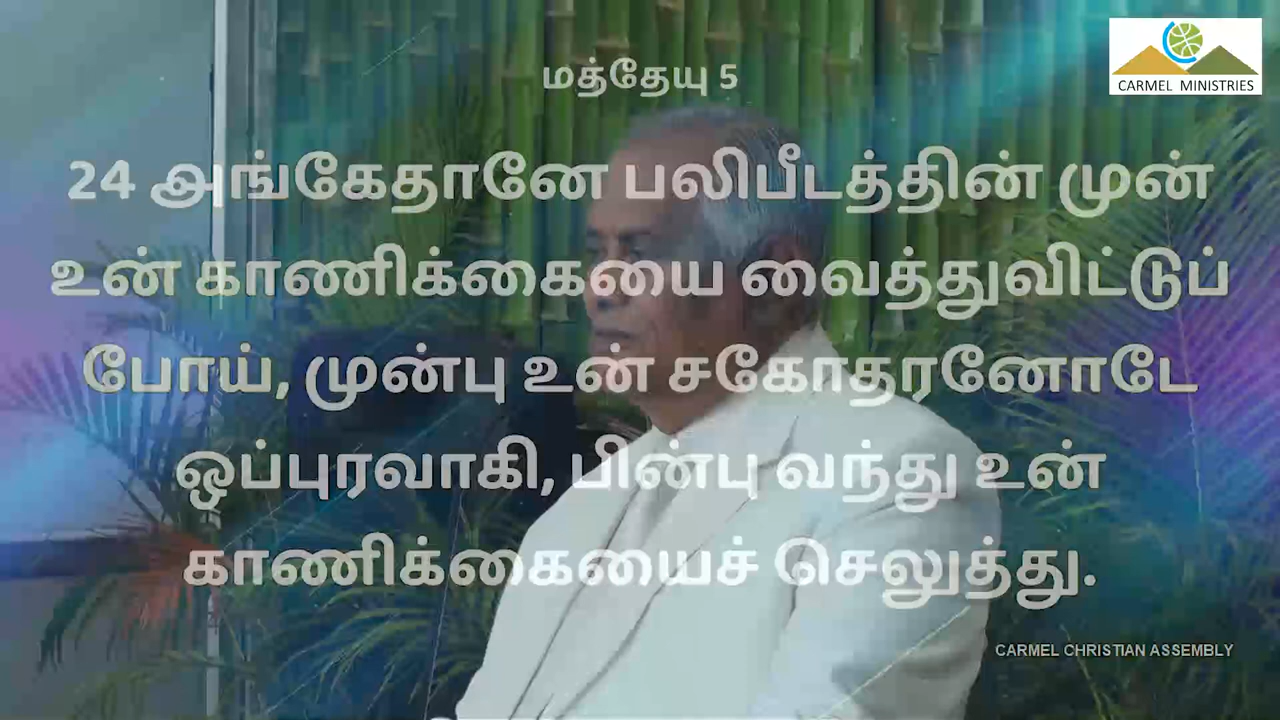 CARMEL MINISTRIES
மத்தேயு 5
24 அங்கேதானே பலிபீடத்தின் முன்
உன் காணிக்கையை வைத்துவிட்டுப்
போய், முன்பு உன் சகோதரனோடே
ஒப்புரவாகி, பின்பு வந்து உன்
காணிக்கையைச் செலுத்து.
CARMEL CHRISTIAN ASSEMBLY